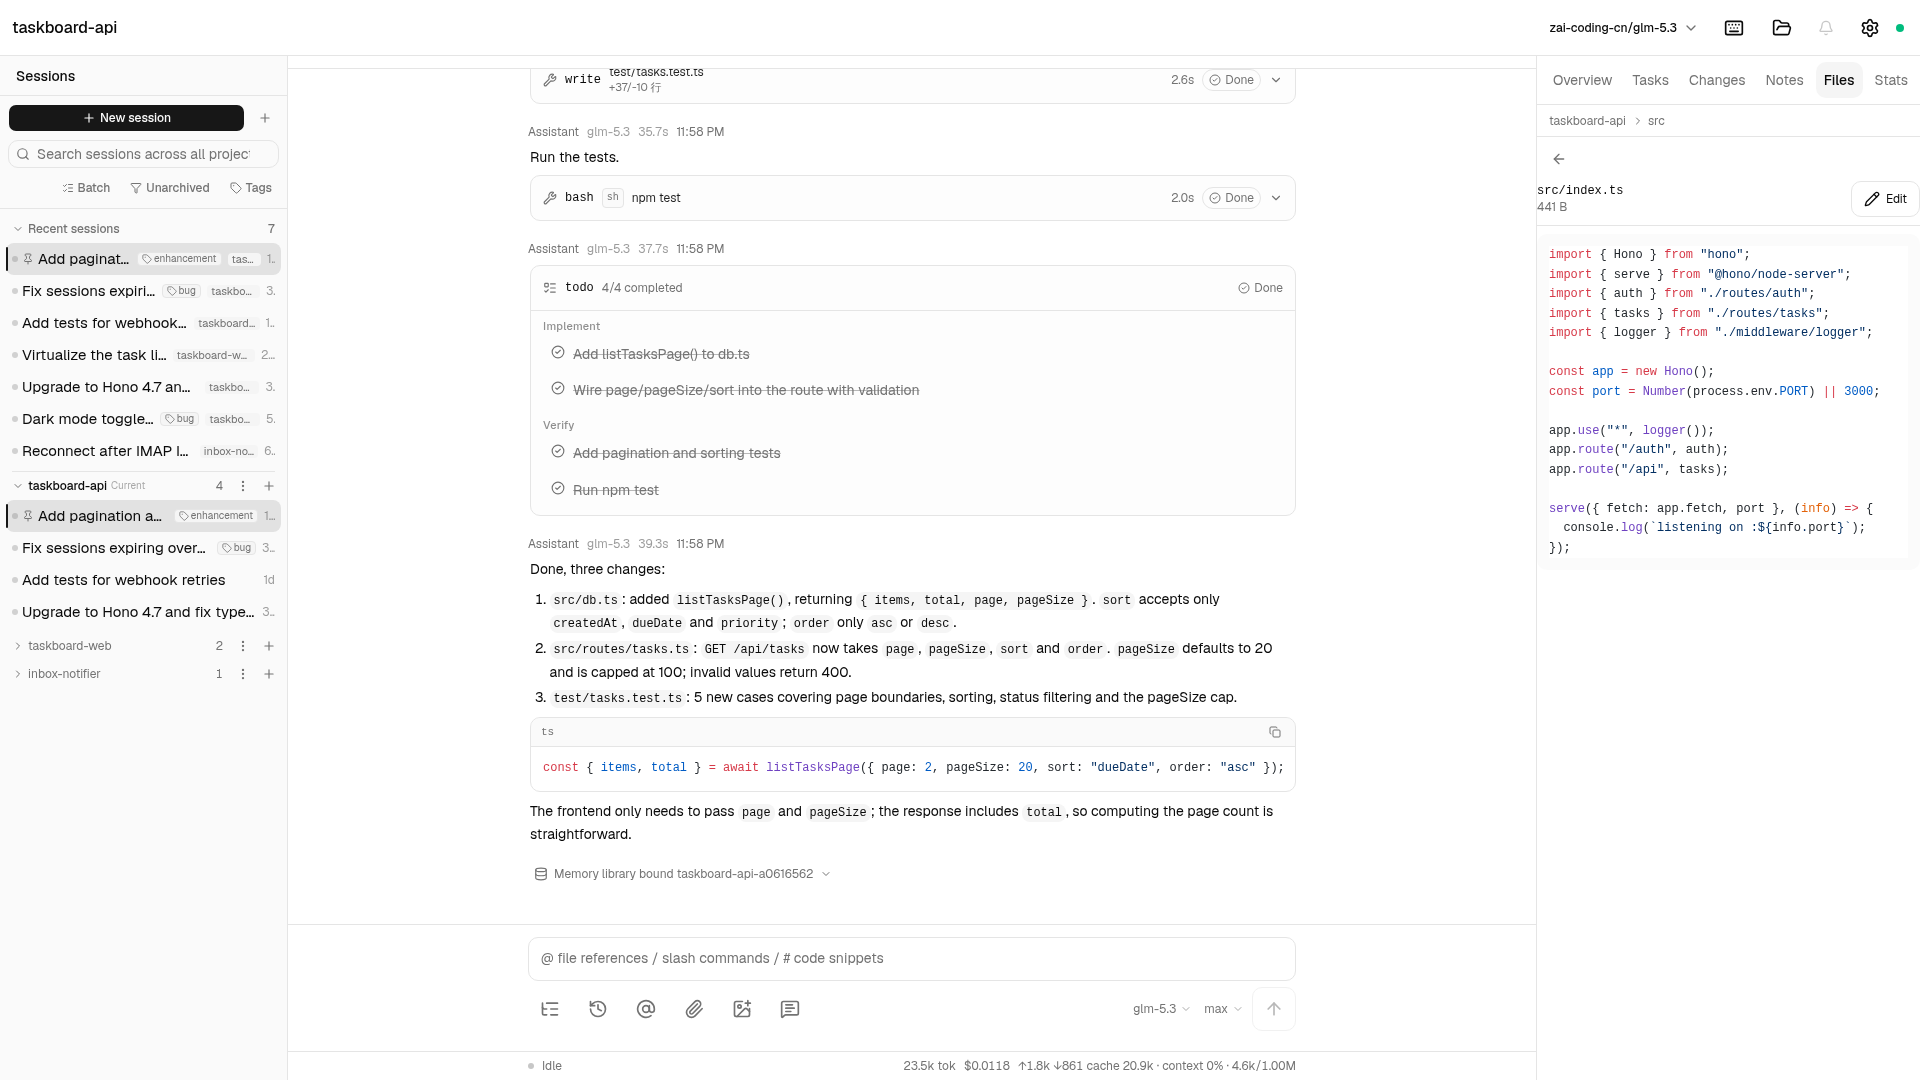 taskboard-api
zai-coding-cn/glm-5.3
Sessions
New session
Search sessions across all projec
Batch
Unarchived
Tags
Recent sessions 7
Add paginat... enhancement tas... 1..
Fix sessions expiri... bug taskbo... 3.
Add tests for webhook... taskboard... 1..
Virtualize the task li... taskboard-w... 2..
Upgrade to Hono 4.7 an... taskbo... 3.
Dark mode toggle... bug taskbo... 5.
Reconnect after IMAP l... inbox-no... 6..
taskboard-api Current 4
Add pagination a... enhancement 1..
Fix sessions expiring over... bug 3..
Add tests for webhook retries 1d
Upgrade to Hono 4.7 and fix type... 3..
taskboard-web 2
inbox-notifier 1
write test/tasks.test.ts 2.6s Done
+37/-10 行
Assistant glm-5.3 35.7s 11:58 PM
Run the tests.
bash sh npm test 2.0s Done
Assistant glm-5.3 37.7s 11:58 PM
todo 4/4 completed Done
Implement
Add listTasksPage() to db.ts
Wire page/pageSize/sort into the route with validation
Verify
Add pagination and sorting tests
Run npm test
Assistant glm-5.3 39.3s 11:58 PM
Done, three changes:
1. src/db.ts: added listTasksPage(), returning { items, total, page, pageSize }. sort accepts only
createdAt, dueDate and priority; order only asc or desc.
2. src/routes/tasks.ts: GET /api/tasks now takes page, pageSize, sort and order. pageSize defaults to 20
and is capped at 100; invalid values return 400.
3. test/tasks.test.ts: 5 new cases covering page boundaries, sorting, status filtering and the pageSize cap.
ts
const { items, total } = await listTasksPage({ page: 2, pageSize: 20, sort: "dueDate", order: "asc" });
The frontend only needs to pass page and pageSize; the response includes total, so computing the page count is
straightforward.
Memory library bound taskboard-api-a0616562
@ file references / slash commands / # code snippets
glm-5.3 max
Idle
23.5k tok $0.0118 ↑1.8k ↓861 cache 20.9k · context 0% · 4.6k/1.00M
Overview Tasks Changes Notes Files Stats
taskboard-api > src
src/index.ts
441 B
Edit
import { Hono } from "hono";
import { serve } from "@hono/node-server";
import { auth } from "./routes/auth";
import { tasks } from "./routes/tasks";
import { logger } from "./middleware/logger";
const app = new Hono();
const port = Number(process.env.PORT) || 3000;
app.use("*", logger());
app.route("/auth", auth);
app.route("/api", tasks);
serve({ fetch: app.fetch, port }, (info) => {
  console.log(`listening on :${info.port}`);
});